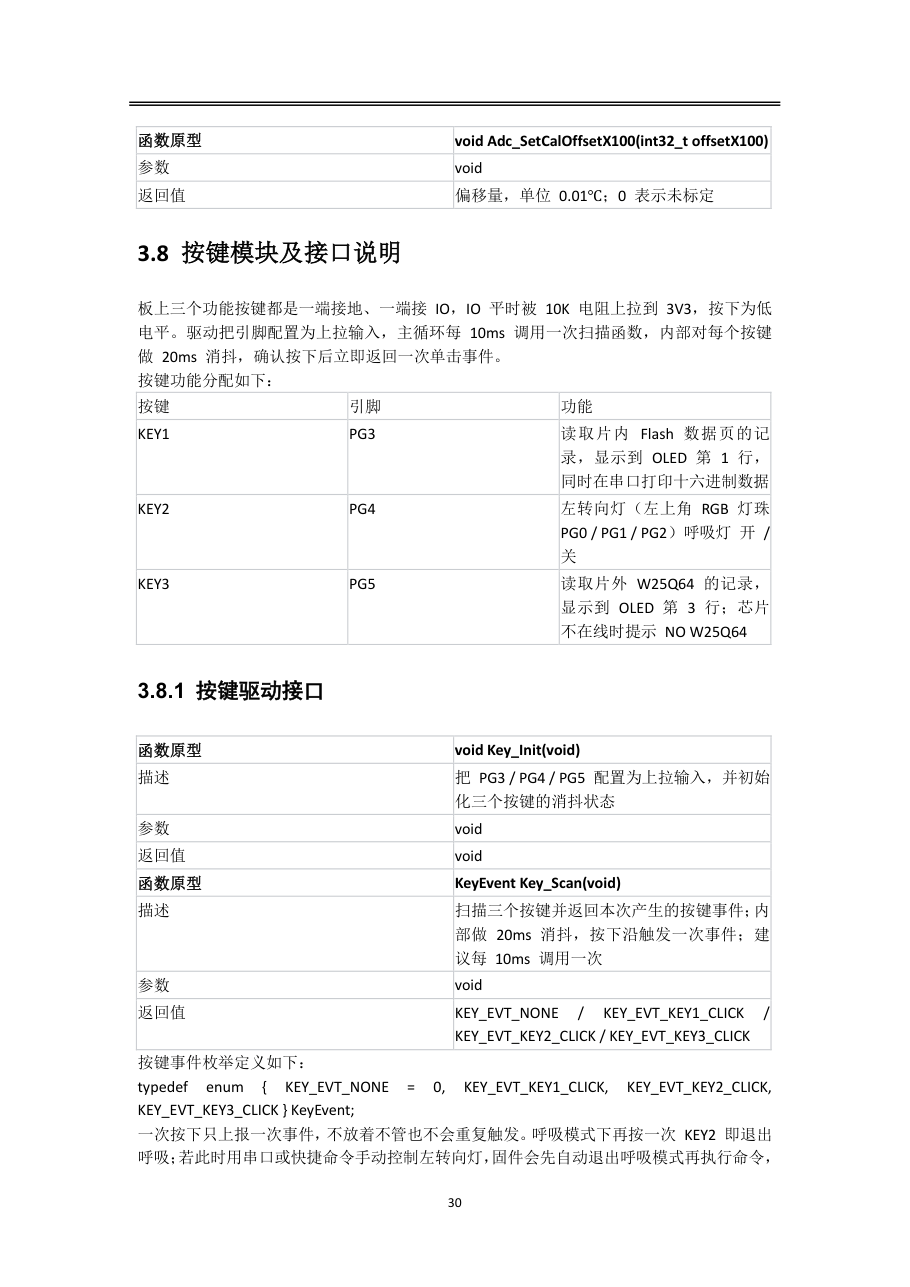 函数原型 void Adc_SetCalOffsetX100(int32_t offsetX100)
参数 void
返回值 偏移量，单位 0.01℃；0 表示未标定
3.8 按键模块及接口说明
板上三个功能按键都是一端接地、一端接 IO，IO 平时被 10K 电阻上拉到 3V3，按下为低
电平。驱动把引脚配置为上拉输入，主循环每 10ms 调用一次扫描函数，内部对每个按键
做 20ms 消抖，确认按下后立即返回一次单击事件。
按键功能分配如下：
按键 引脚 功能
KEY1 PG3 读取片内 Flash 数据页的记
录，显示到 OLED 第 1 行，
同时在串口打印十六进制数据
KEY2 PG4 左转向灯（左上角 RGB 灯珠
PG0 / PG1 / PG2）呼吸灯 开 /
关
KEY3 PG5 读取片外 W25Q64 的记录，
显示到 OLED 第 3 行；芯片
不在线时提示 NO W25Q64
3.8.1 按键驱动接口
函数原型 void Key_Init(void)
描述 把 PG3 / PG4 / PG5 配置为上拉输入，并初始
化三个按键的消抖状态
参数 void
返回值 void
函数原型 KeyEvent Key_Scan(void)
描述 扫描三个按键并返回本次产生的按键事件；内
部做 20ms 消抖，按下沿触发一次事件；建
议每 10ms 调用一次
参数 void
返回值 KEY_EVT_NONE / KEY_EVT_KEY1_CLICK /
KEY_EVT_KEY2_CLICK / KEY_EVT_KEY3_CLICK
按键事件枚举定义如下：
typedef enum { KEY_EVT_NONE = 0, KEY_EVT_KEY1_CLICK, KEY_EVT_KEY2_CLICK,
KEY_EVT_KEY3_CLICK } KeyEvent;
一次按下只上报一次事件，不放着不管也不会重复触发。呼吸模式下再按一次 KEY2 即退出
呼吸；若此时用串口或快捷命令手动控制左转向灯，固件会先自动退出呼吸模式再执行命令，
30